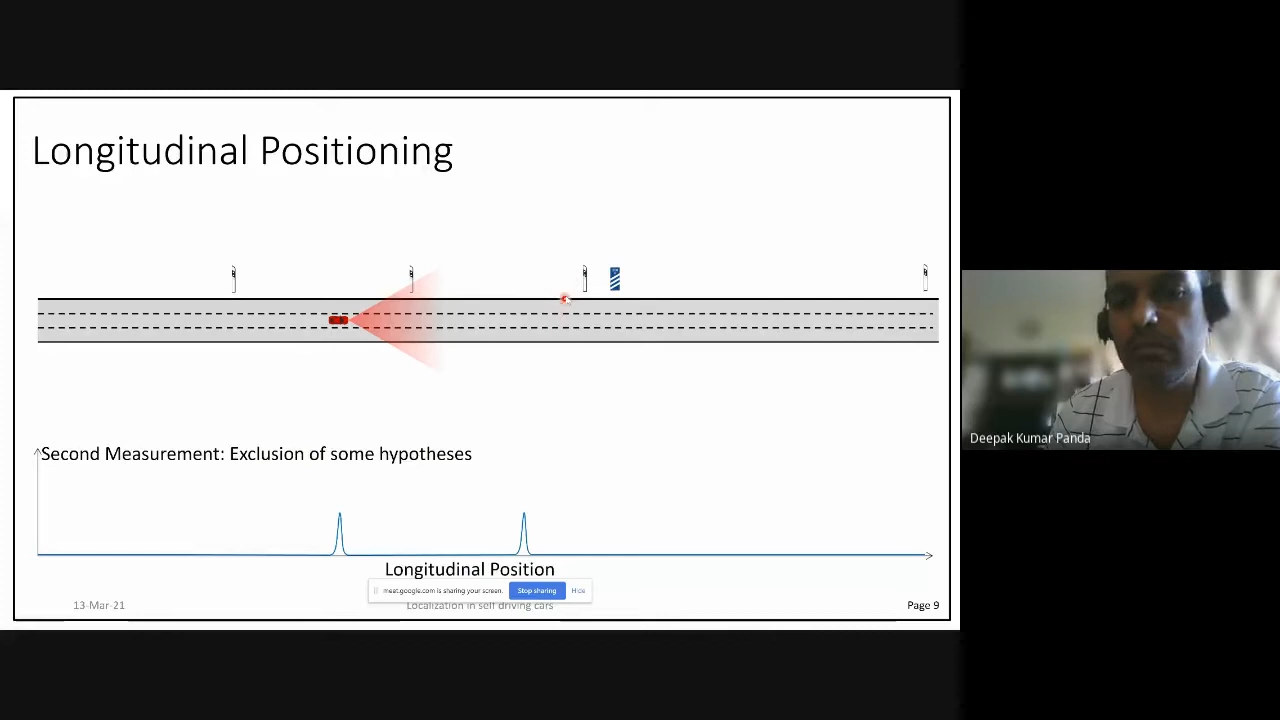 Longitudinal Positioning
Second Measurement: Exclusion of some hypotheses
Longitudinal Position
meet.google.com is sharing your screen. Stop sharing Hide
13-Mar-21 Localization in self driving cars Page 9
Deepak Kumar Panda